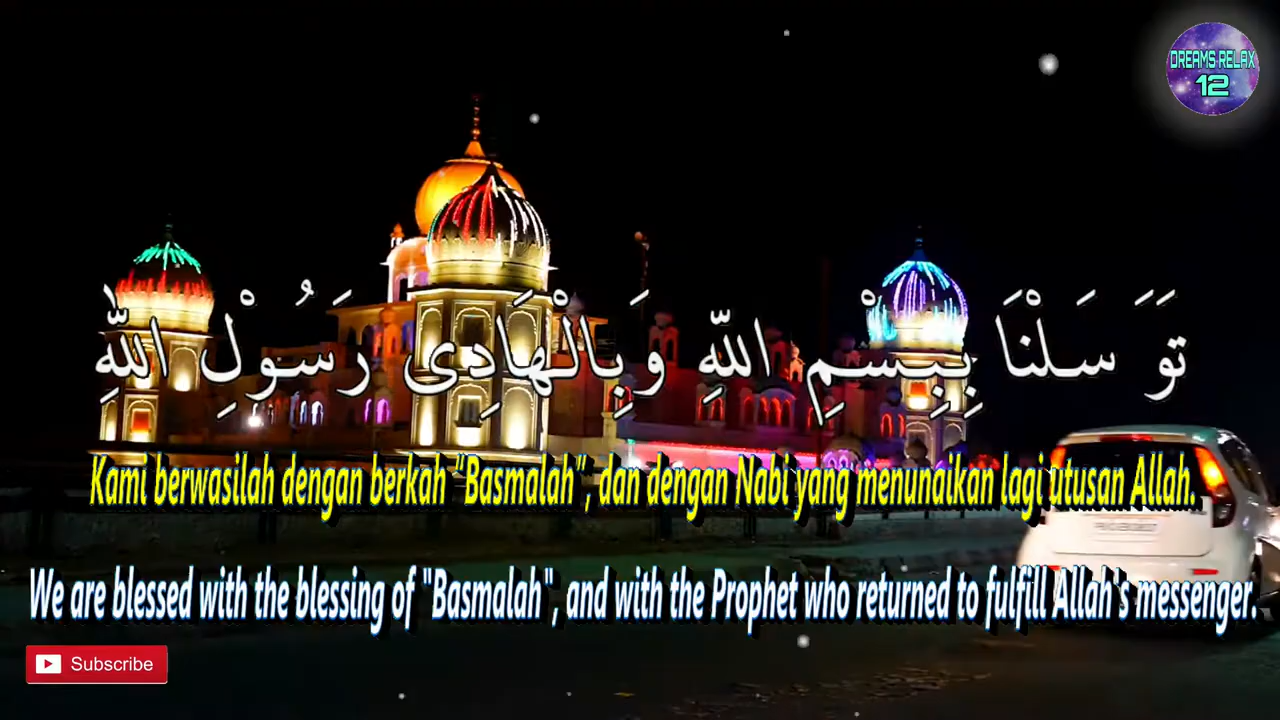 DREAMS RELAX
12
تَوَ سَلْنَا بِبِسْمِ اللّٰهِ وَبِالْهَادِى رَسُوْلِ اللّٰهِ
Kami berwasilah dengan berkah "Basmalah", dan dengan Nabi yang menunaikan lagi utusan Allah.
We are blessed with the blessing of "Basmalah", and with the Prophet who returned to fulfill Allah's messenger.
Subscribe